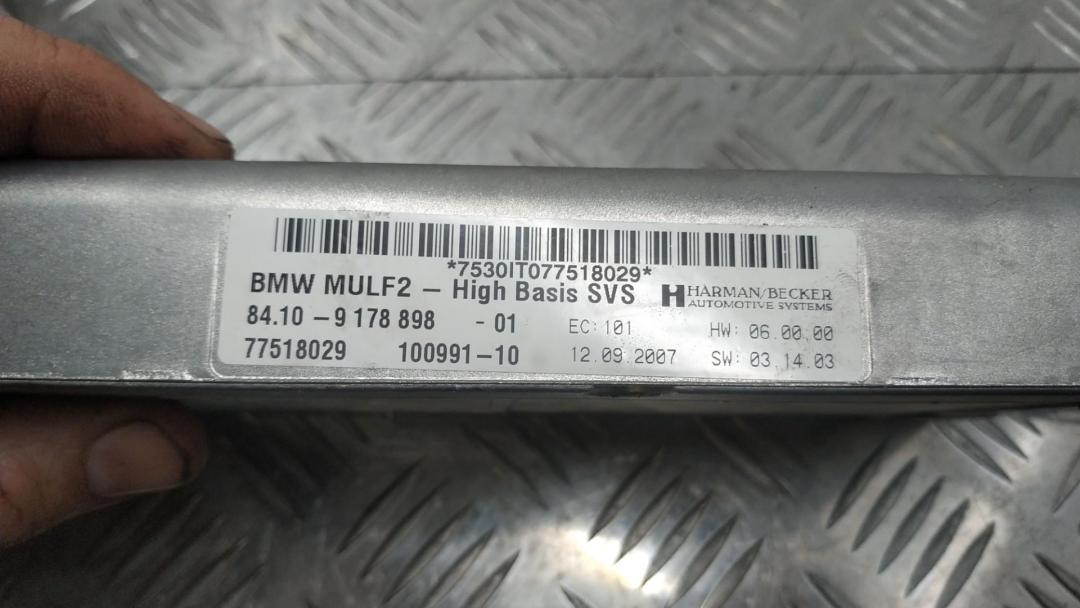 *7530IT077518029*
BMW MULF2 – High Basis SVS
HARMAN/BECKER
AUTOMOTIVE SYSTEMS
84.10 – 9 178 898 - 01 EC: 101 HW: 06.00.00
77518029 100991–10 12.09.2007 SW: 03.14.03